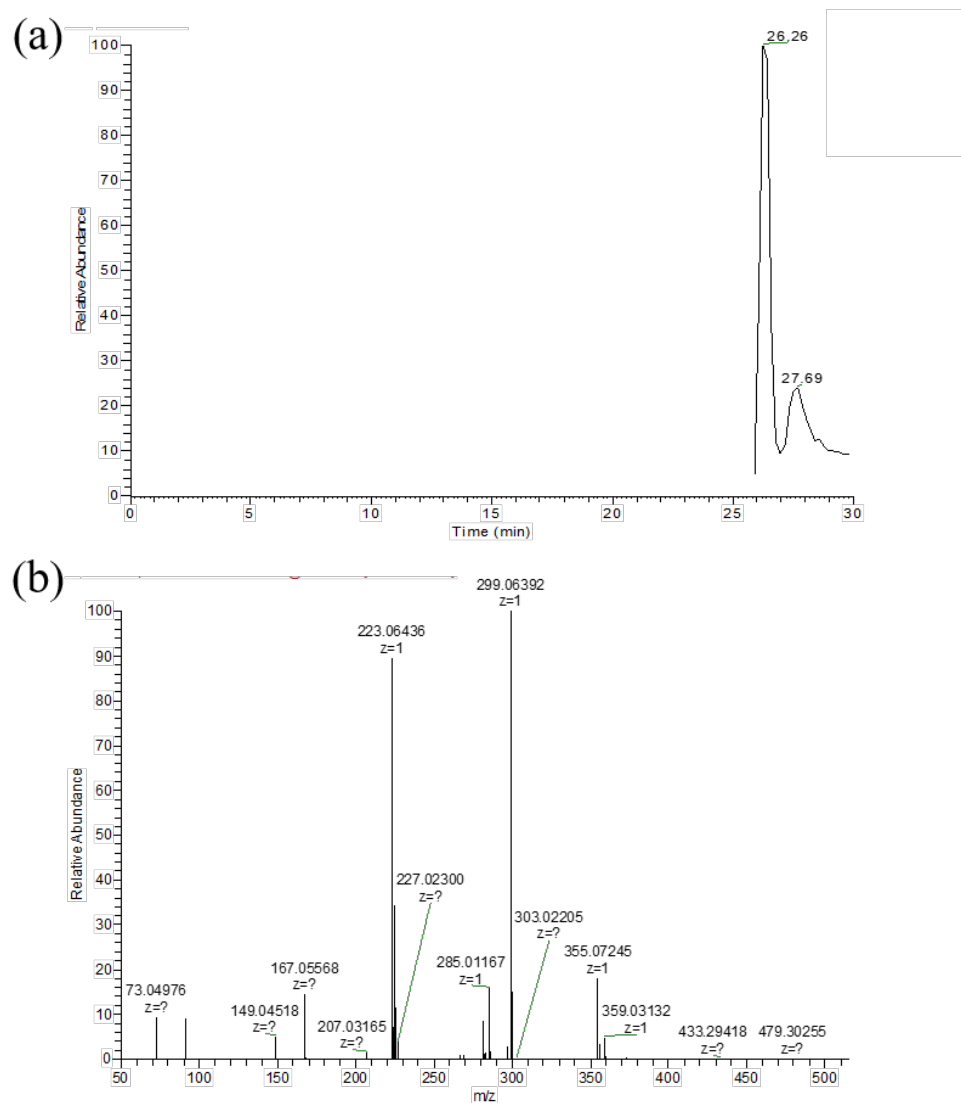 (a)
26.26
100
90
80
70
60
50
40
30
20
10
0
Relative Abundance
27.69
0
5
10
15
20
25
30
Time (min)
(b)
299.06392
z=1
100
90
80
70
60
50
40
30
20
10
0
Relative Abundance
223.06436
z=1
227.02300
z=?
303.02205
z=?
285.01167
z=1
355.07245
z=1
167.05568
z=?
73.04976
z=?
149.04518
z=?
207.03165
z=?
359.03132
z=1
433.29418
z=?
479.30255
z=?
50
100
150
200
250
300
350
400
450
500
m/z